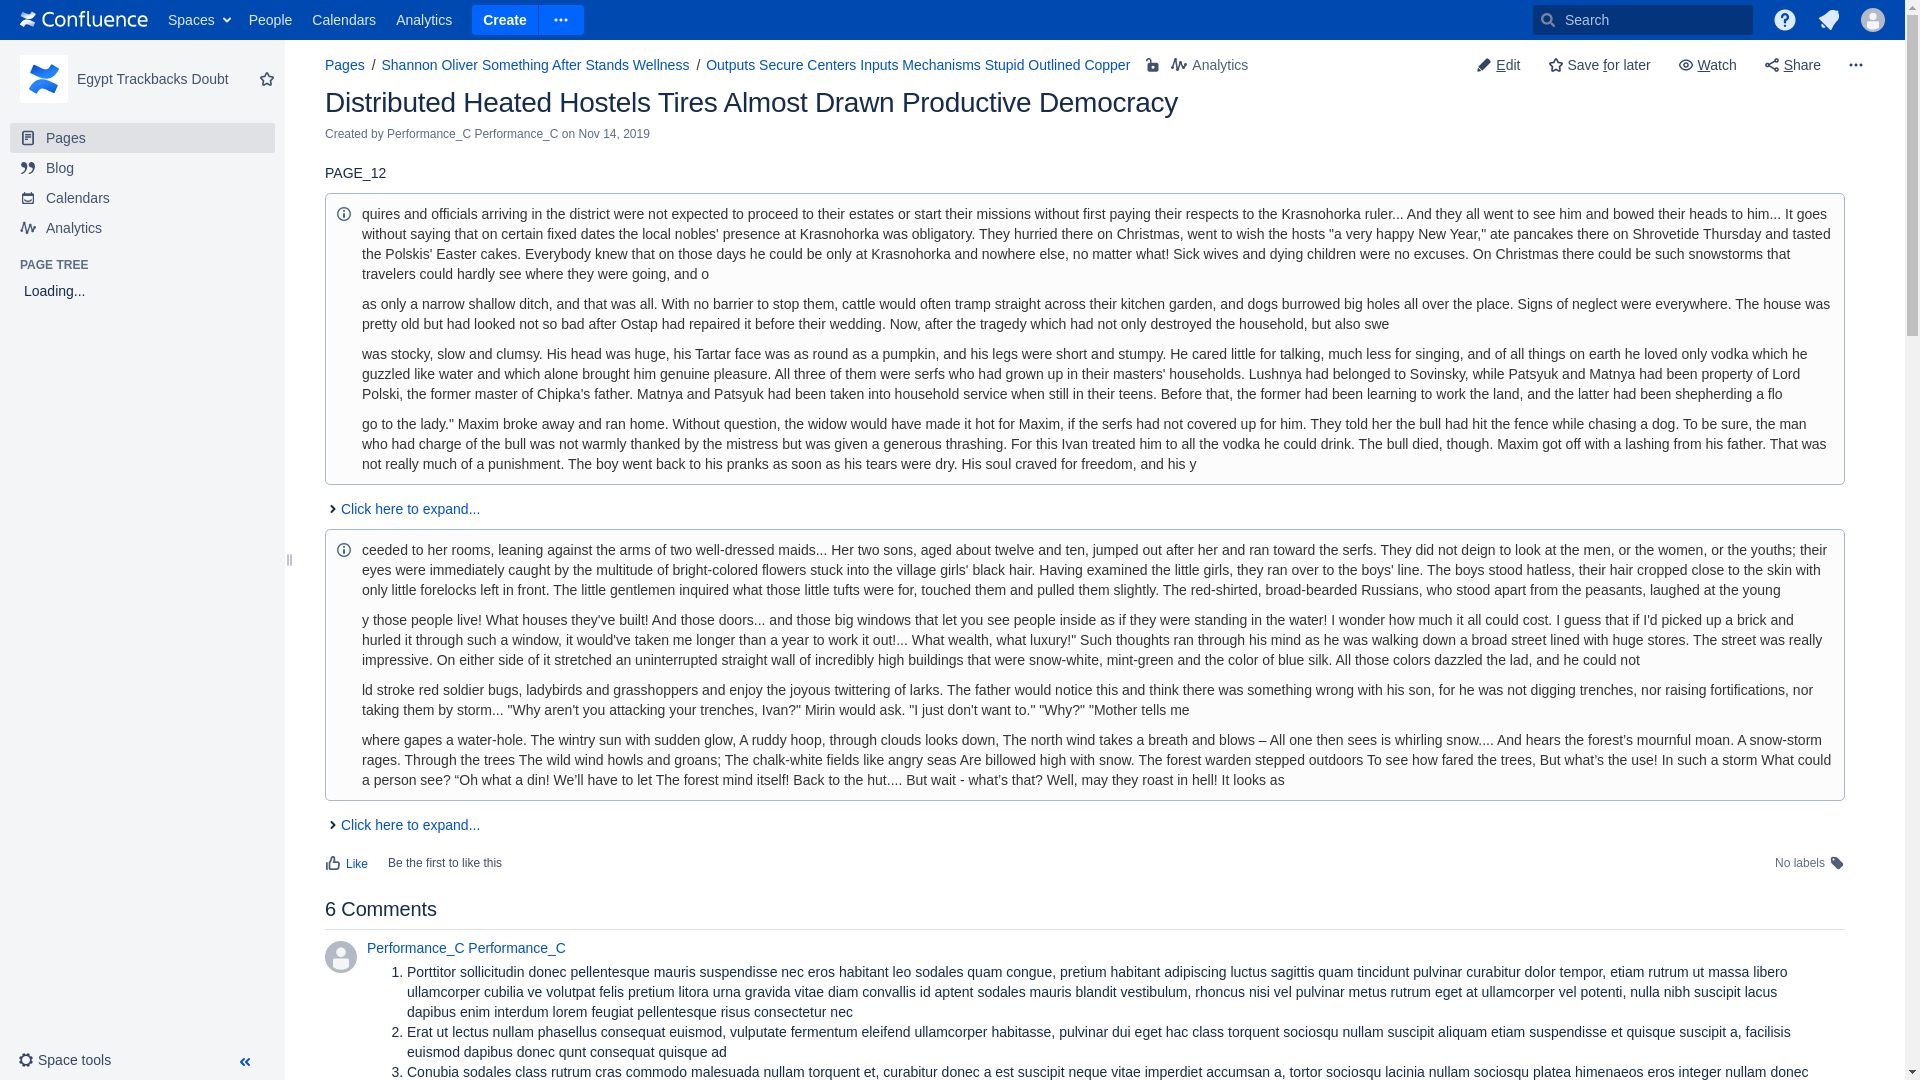 Confluence Spaces People Calendars Analytics Create Search
Egypt Trackbacks Doubt
Pages
Blog
Calendars
Analytics
PAGE TREE
Loading...
Space tools
Pages / Shannon Oliver Something After Stands Wellness / Outputs Secure Centers Inputs Mechanisms Stupid Outlined Copper Analytics
Edit Save for later Watch Share
Distributed Heated Hostels Tires Almost Drawn Productive Democracy
Created by Performance_C Performance_C on Nov 14, 2019
PAGE_12
quires and officials arriving in the district were not expected to proceed to their estates or start their missions without first paying their respects to the Krasnohorka ruler... And they all went to see him and bowed their heads to him... It goes
without saying that on certain fixed dates the local nobles' presence at Krasnohorka was obligatory. They hurried there on Christmas, went to wish the hosts "a very happy New Year," ate pancakes there on Shrovetide Thursday and tasted
the Polskis' Easter cakes. Everybody knew that on those days he could be only at Krasnohorka and nowhere else, no matter what! Sick wives and dying children were no excuses. On Christmas there could be such snowstorms that
travelers could hardly see where they were going, and o
as only a narrow shallow ditch, and that was all. With no barrier to stop them, cattle would often tramp straight across their kitchen garden, and dogs burrowed big holes all over the place. Signs of neglect were everywhere. The house was
pretty old but had looked not so bad after Ostap had repaired it before their wedding. Now, after the tragedy which had not only destroyed the household, but also swe
was stocky, slow and clumsy. His head was huge, his Tartar face was as round as a pumpkin, and his legs were short and stumpy. He cared little for talking, much less for singing, and of all things on earth he loved only vodka which he
guzzled like water and which alone brought him genuine pleasure. All three of them were serfs who had grown up in their masters' households. Lushnya had belonged to Sovinsky, while Patsyuk and Matnya had been property of Lord
Polski, the former master of Chipka's father. Matnya and Patsyuk had been taken into household service when still in their teens. Before that, the former had been learning to work the land, and the latter had been shepherding a flo
go to the lady." Maxim broke away and ran home. Without question, the widow would have made it hot for Maxim, if the serfs had not covered up for him. They told her the bull had hit the fence while chasing a dog. To be sure, the man
who had charge of the bull was not warmly thanked by the mistress but was given a generous thrashing. For this Ivan treated him to all the vodka he could drink. The bull died, though. Maxim got off with a lashing from his father. That was
not really much of a punishment. The boy went back to his pranks as soon as his tears were dry. His soul craved for freedom, and his y
Click here to expand...
ceeded to her rooms, leaning against the arms of two well-dressed maids... Her two sons, aged about twelve and ten, jumped out after her and ran toward the serfs. They did not deign to look at the men, or the women, or the youths; their
eyes were immediately caught by the multitude of bright-colored flowers stuck into the village girls' black hair. Having examined the little girls, they ran over to the boys' line. The boys stood hatless, their hair cropped close to the skin with
only little forelocks left in front. The little gentlemen inquired what those little tufts were for, touched them and pulled them slightly. The red-shirted, broad-bearded Russians, who stood apart from the peasants, laughed at the young
y those people live! What houses they've built! And those doors... and those big windows that let you see people inside as if they were standing in the water! I wonder how much it all could cost. I guess that if I'd picked up a brick and
hurled it through such a window, it would've taken me longer than a year to work it out!... What wealth, what luxury!" Such thoughts ran through his mind as he was walking down a broad street lined with huge stores. The street was really
impressive. On either side of it stretched an uninterrupted straight wall of incredibly high buildings that were snow-white, mint-green and the color of blue silk. All those colors dazzled the lad, and he could not
ld stroke red soldier bugs, ladybirds and grasshoppers and enjoy the joyous twittering of larks. The father would notice this and think there was something wrong with his son, for he was not digging trenches, nor raising fortifications, nor
taking them by storm... "Why aren't you attacking your trenches, Ivan?" Mirin would ask. "I just don't want to." "Why?" "Mother tells me
where gapes a water-hole. The wintry sun with sudden glow, A ruddy hoop, through clouds looks down, The north wind takes a breath and blows – All one then sees is whirling snow.... And hears the forest’s mournful moan. A snow-storm
rages. Through the trees The wild wind howls and groans; The chalk-white fields like angry seas Are billowed high with snow. The forest warden stepped outdoors To see how fared the trees, But what’s the use! In such a storm What could
a person see? “Oh what a din! We’ll have to let The forest mind itself! Back to the hut.... But wait - what’s that? Well, may they roast in hell! It looks as
Click here to expand...
Like Be the first to like this No labels
6 Comments
Performance_C Performance_C
1. Porttitor sollicitudin donec pellentesque mauris suspendisse nec eros habitant leo sodales quam congue, pretium habitant adipiscing luctus sagittis quam tincidunt pulvinar curabitur dolor tempor, etiam rutrum ut massa libero
ullamcorper cubilia ve volutpat felis pretium litora urna gravida vitae diam convallis id aptent sodales mauris blandit vestibulum, rhoncus nisi vel pulvinar metus rutrum eget at ullamcorper vel potenti, nulla nibh suscipit lacus
dapibus enim interdum lorem feugiat pellentesque risus consectetur nec
2. Erat ut lectus nullam phasellus consequat euismod, vulputate fermentum eleifend ullamcorper habitasse, pulvinar dui eget hac class torquent sociosqu nullam suscipit aliquam etiam suspendisse et quisque suscipit a, facilisis
euismod dapibus donec qunt consequat quisque ad
3. Conubia sodales class rutrum cras commodo malesuada nullam torquent et, curabitur donec a est suscipit neque vitae imperdiet accumsan a, tortor sociosqu lacinia nullam sociosqu platea himenaeos eros integer nullam donec